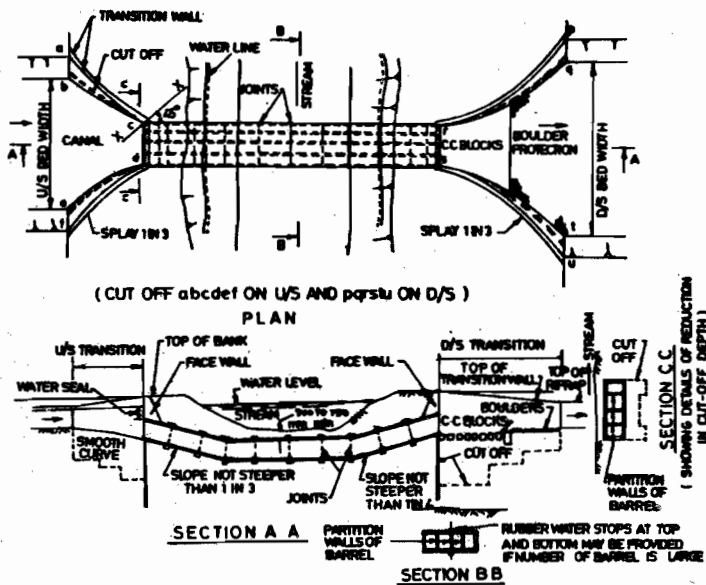 TRANSITION WALL
a
CUT OFF
b
B
WATER LINE
STREAM
C
JOINTS
45°
c
CANAL
A
U/S BED WIDTH
d
C
e
f
SPLAY 1 IN 3
B
p
q
r
C.C BLOCKS
BOULDER
PROTECTION
A
D/S BED WIDTH
s
t
u
SPLAY 1 IN 3
( CUT OFF abcdef ON U/S AND pqrstu ON D/S )
PLAN
U/S TRANSITION
TOP OF BANK
FACE WALL
WATER SEAL
WATER LEVEL
STREAM
SMOOTH
CURVE
SLOPE NOT STEEPER
THAN 1 IN 3
JOINTS
FACE WALL
D/S TRANSITION
TOP OF
TRANSITION WALL
TOP OF
RIPRAP
BOULDERS
C-C BLOCKS
CUT OFF
SLOPE NOT
STEEPER
SECTION A A
STREAM
CUT
OFF
PARTITION
WALLS OF
BARREL
SECTION CC
( SHOWING DETAILS OF REDUCTION
IN CUT-OFF DEPTH )
PARTITION
WALLS OF
BARREL
RUBBER WATER STOPS AT TOP
AND BOTTOM MAY BE PROVIDED
IF NUMBER OF BARREL IS LARGE
SECTION BB